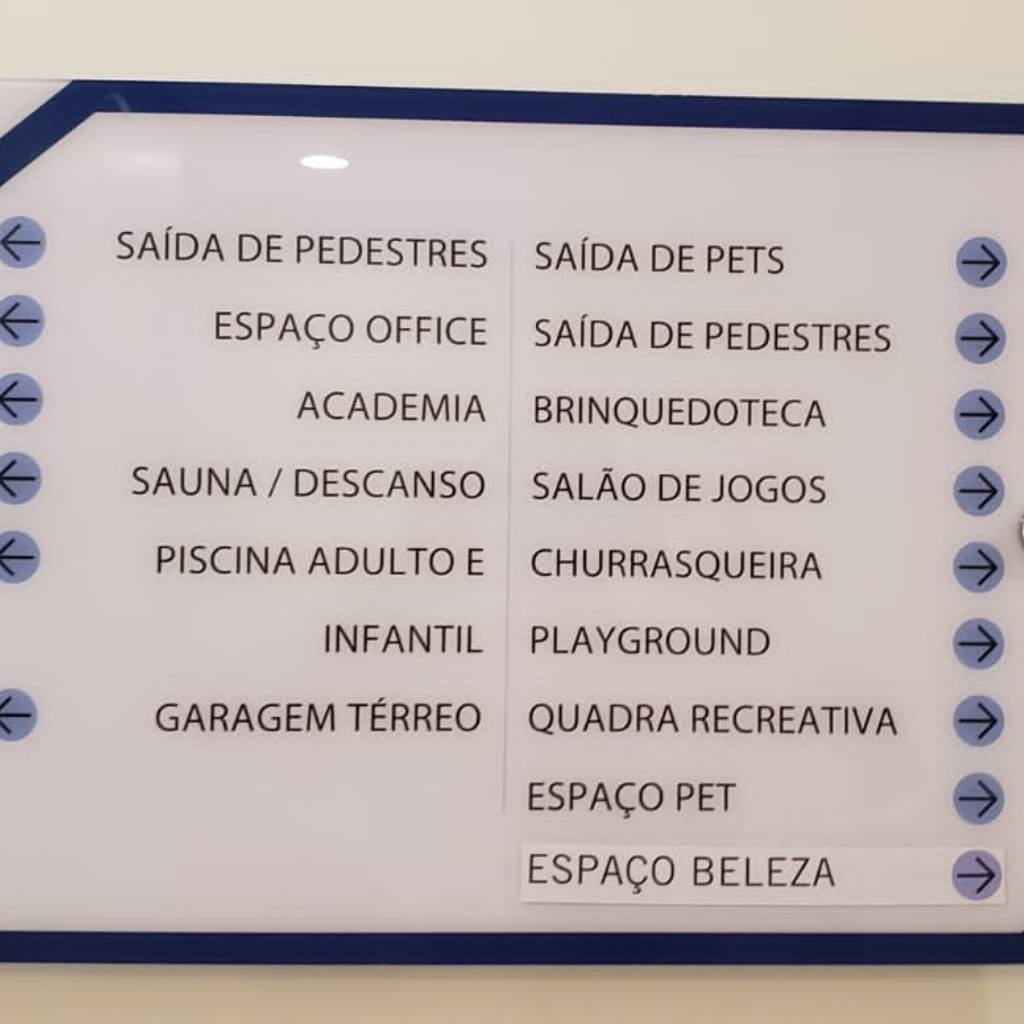 SAÍDA DE PEDESTRES
ESPAÇO OFFICE
ACADEMIA
SAUNA / DESCANSO
PISCINA ADULTO E
INFANTIL
GARAGEM TÉRREO
SAÍDA DE PETS
SAÍDA DE PEDESTRES
BRINQUEDOTECA
SALÃO DE JOGOS
CHURRASQUEIRA
PLAYGROUND
QUADRA RECREATIVA
ESPAÇO PET
ESPAÇO BELEZA